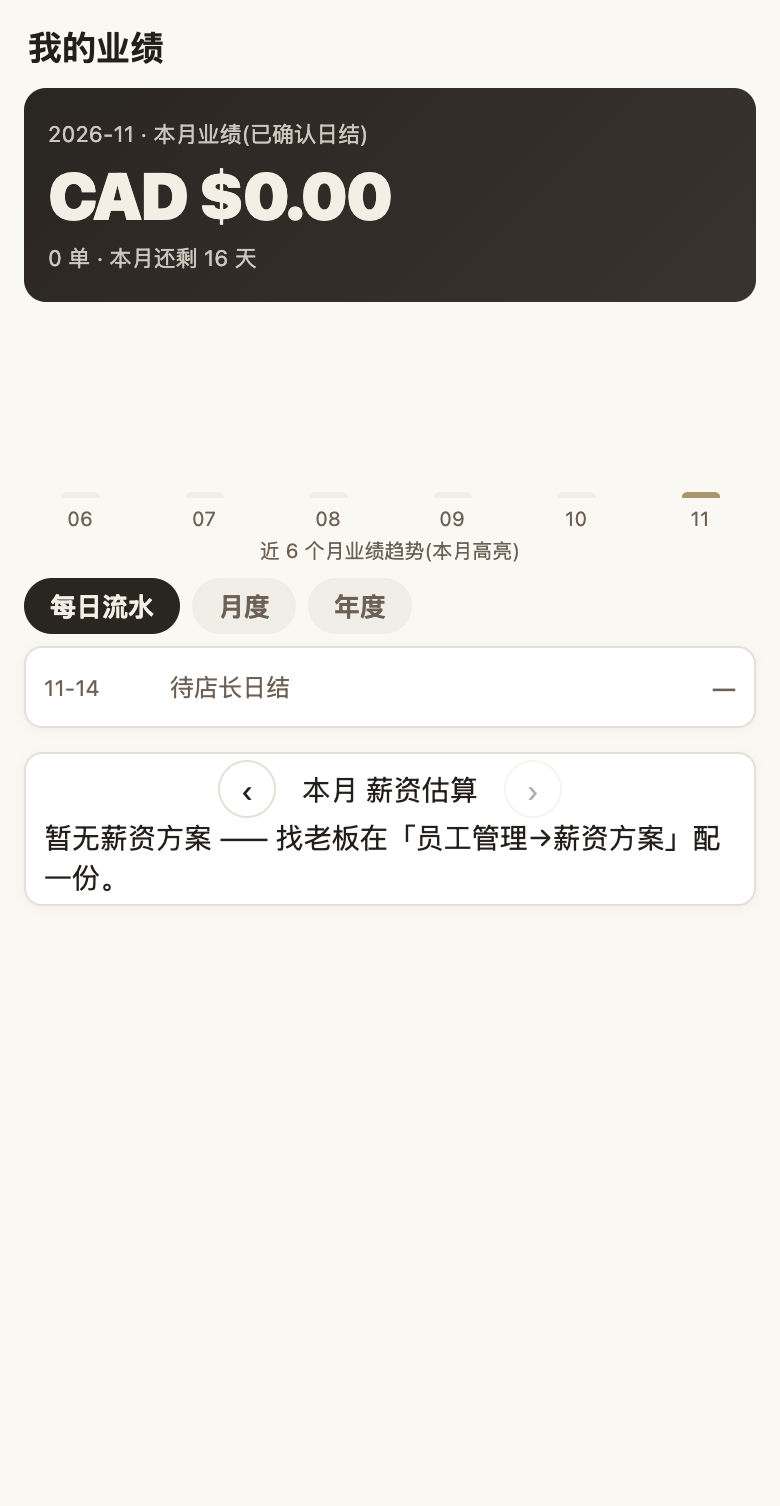 我的业绩
2026-11 · 本月业绩(已确认日结)
CAD $0.00
0 单 · 本月还剩 16 天
06 07 08 09 10 11
近 6 个月业绩趋势(本月高亮)
每日流水 月度 年度
11-14 待店长日结 —
‹ 本月 薪资估算 ›
暂无薪资方案 —— 找老板在「员工管理→薪资方案」配
一份。